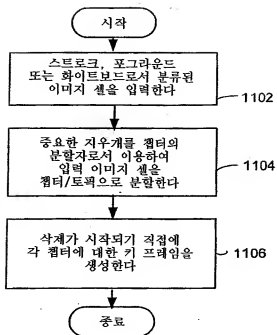 시작
스트로크, 포그라운드
또는 화이트보드로서 분류된
이미지 셀을 입력한다
1102
중요한 지우개를 챕터의
분할자로서 이용하여
입력 이미지 셀을
챕터/토픽으로 분할한다
1104
삭제가 시작되기 직접에
각 챕터에 대한 키 프레임을
생성한다
1106
종료